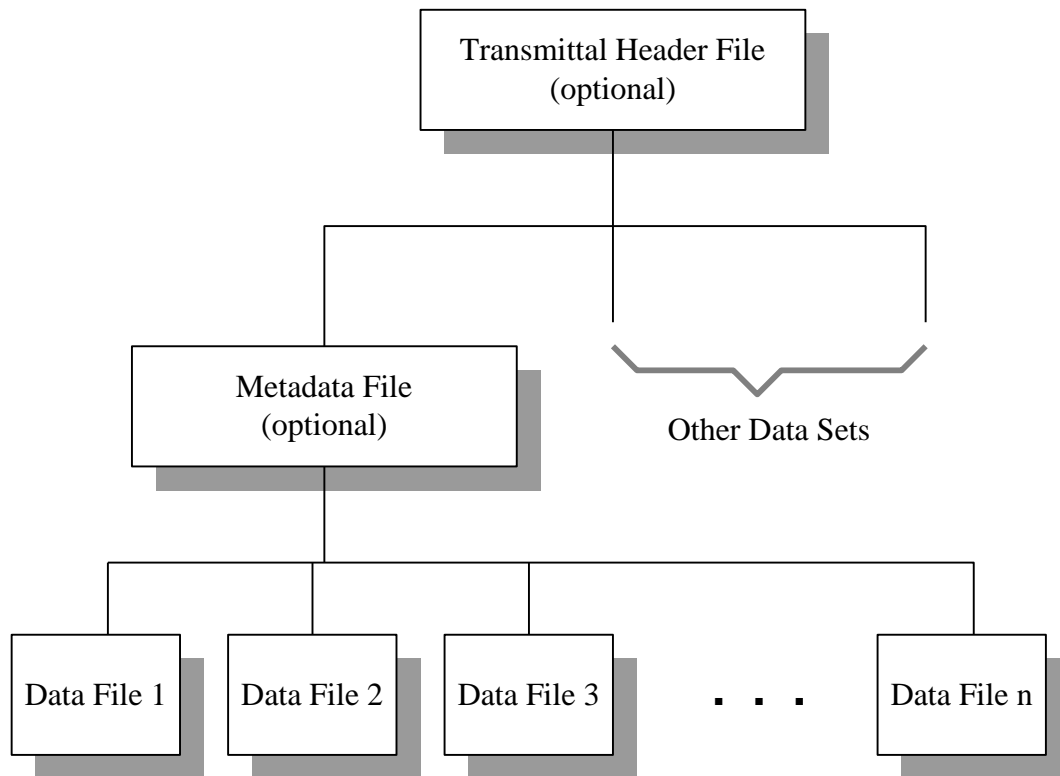 Transmittal Header File
(optional)
Metadata File
(optional)
Other Data Sets
Data File 1
Data File 2
Data File 3
. . .
Data File n